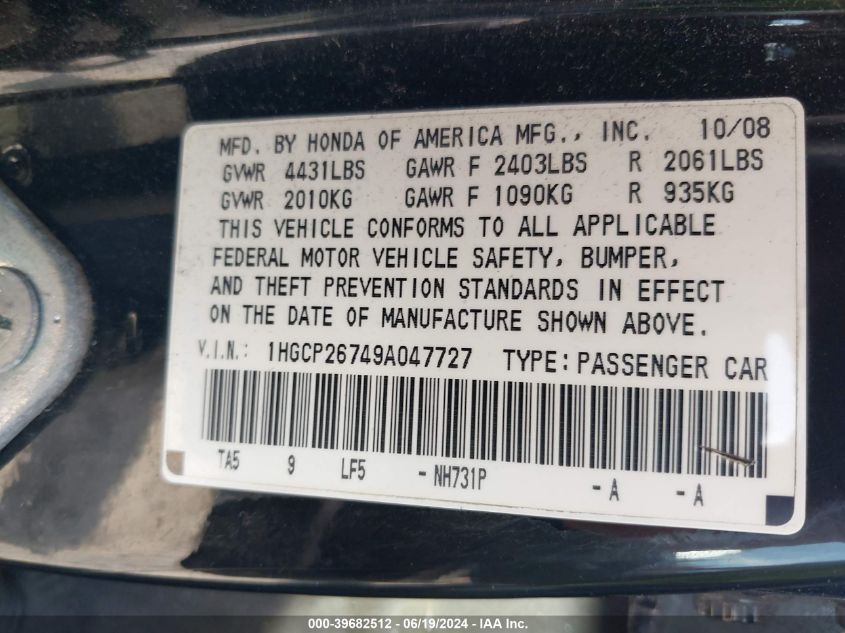 MFD. BY HONDA OF AMERICA MFG., INC. 10/08
GVWR 4431LBS GAWR F 2403LBS R 2061LBS
GVWR 2010KG GAWR F 1090KG R 935KG
THIS VEHICLE CONFORMS TO ALL APPLICABLE
FEDERAL MOTOR VEHICLE SAFETY, BUMPER,
AND THEFT PREVENTION STANDARDS IN EFFECT
ON THE DATE OF MANUFACTURE SHOWN ABOVE.
V.I.N.: 1HGCP26749A047727 TYPE: PASSENGER CAR
TA5 9 LF5 -NH731P -A -A
000-39682512 - 06/19/2024 - IAA Inc.